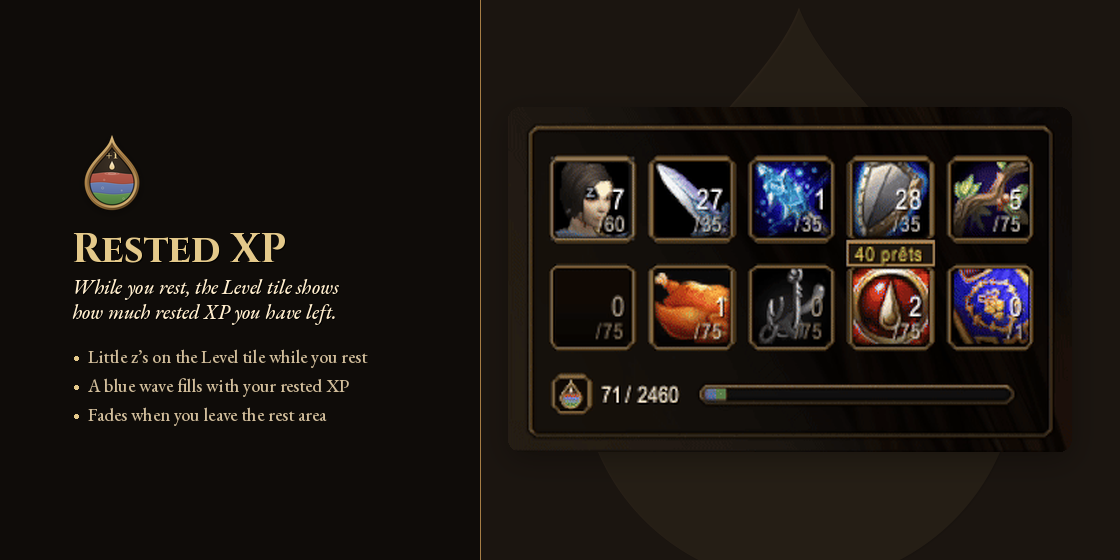 +1
Rested XP
While you rest, the Level tile shows
how much rested XP you have left.
• Little z's on the Level tile while you rest
• A blue wave fills with your rested XP
• Fades when you leave the rest area
z 7 /60
27 /35
1 /35
28 /35
5 /75
40 prêts
0 /75
1 /75
0 /75
2 /75
0 /1
71 / 2460